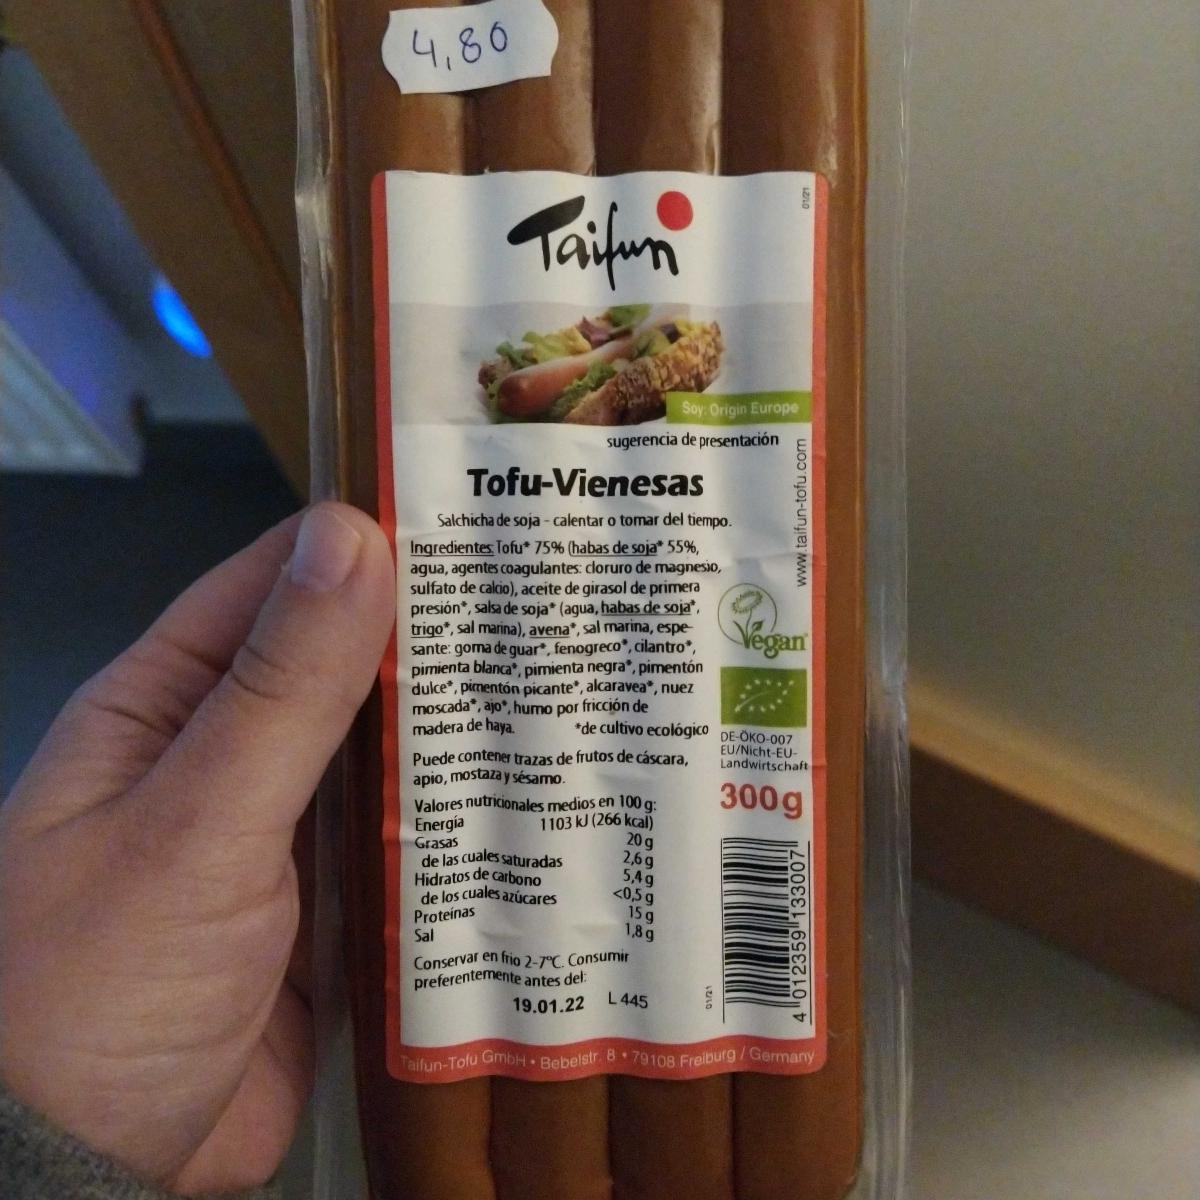 4,80
Taifun
01/21
Soy: Origin Europe
sugerencia de presentación
www.taifun-tofu.com
Tofu-Vienesas
Salchicha de soja - calentar o tomar del tiempo.
Ingredientes: Tofu* 75% (habas de soja* 55%,
agua, agentes coagulantes: cloruro de magnesio,
sulfato de calcio), aceite de girasol de primera
presión*, salsa de soja* (agua, habas de soja*,
trigo*, sal marina), avena*, sal marina, espe-
sante: goma de guar*, fenogreco*, cilantro*,
pimienta blanca*, pimienta negra*, pimentón
dulce*, pimentón picante*, alcaravea*, nuez
moscada*, ajo*, humo por fricción de
madera de haya. *de cultivo ecológico
Puede contener trazas de frutos de cáscara,
apio, mostaza y sésamo.
Valores nutricionales medios en 100 g:
Energía 1103 kJ (266 kcal)
Grasas 20 g
de las cuales saturadas 2,6 g
Hidratos de carbono 5,4 g
de los cuales azúcares <0,5 g
Proteínas 15 g
Sal 1,8 g
Conservar en frio 2-7°C. Consumir
preferentemente antes del:
19.01.22 L 445
Vegan
DE-ÖKO-007
EU/Nicht-EU-
Landwirtschaft
300g
4 012359 133007
01/21
Taifun-Tofu GmbH • Bebelstr. 8 • 79108 Freiburg / Germany